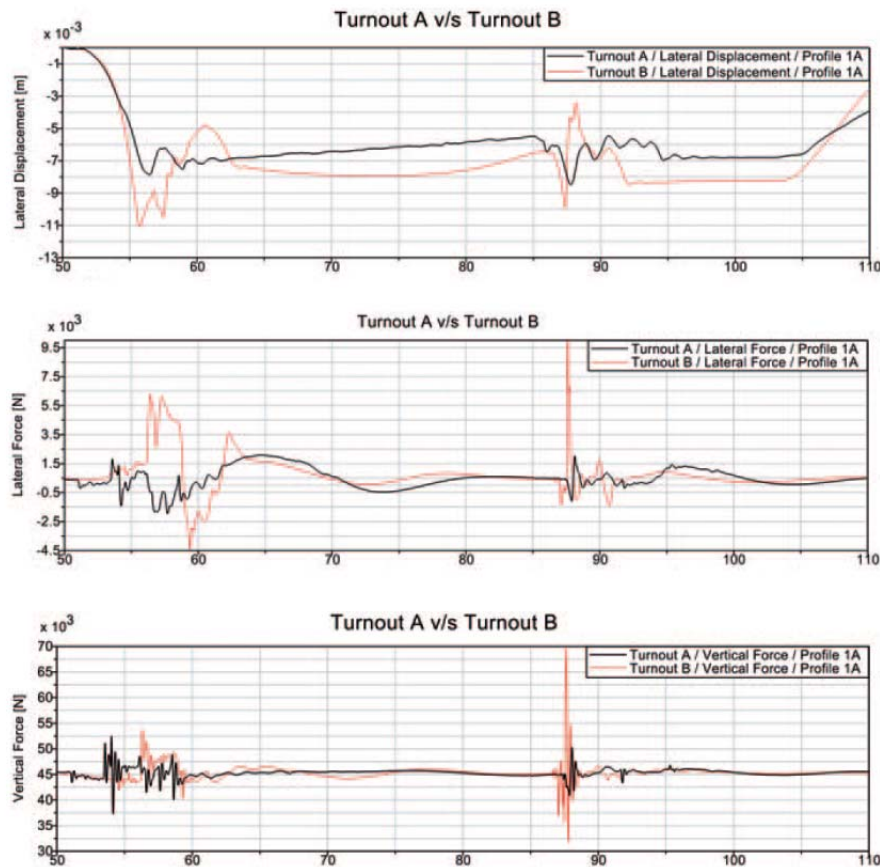 Turnout A v/s Turnout B
x 10⁻³
-1
-3
-5
-7
-9
-11
-13
Lateral Displacement [m]
Turnout A / Lateral Displacement / Profile 1A
Turnout B / Lateral Displacement / Profile 1A
50 60 70 80 90 100 110
Turnout A v/s Turnout B
x 10³
9.5
7.5
5.5
3.5
1.5
-0.5
-2.5
-4.5
Lateral Force [N]
Turnout A / Lateral Force / Profile 1A
Turnout B / Lateral Force / Profile 1A
50 60 70 80 90 100 110
Turnout A v/s Turnout B
x 10³
70
65
60
55
50
45
40
35
30
Vertical Force [N]
Turnout A / Vertical Force / Profile 1A
Turnout B / Vertical Force / Profile 1A
50 60 70 80 90 100 110